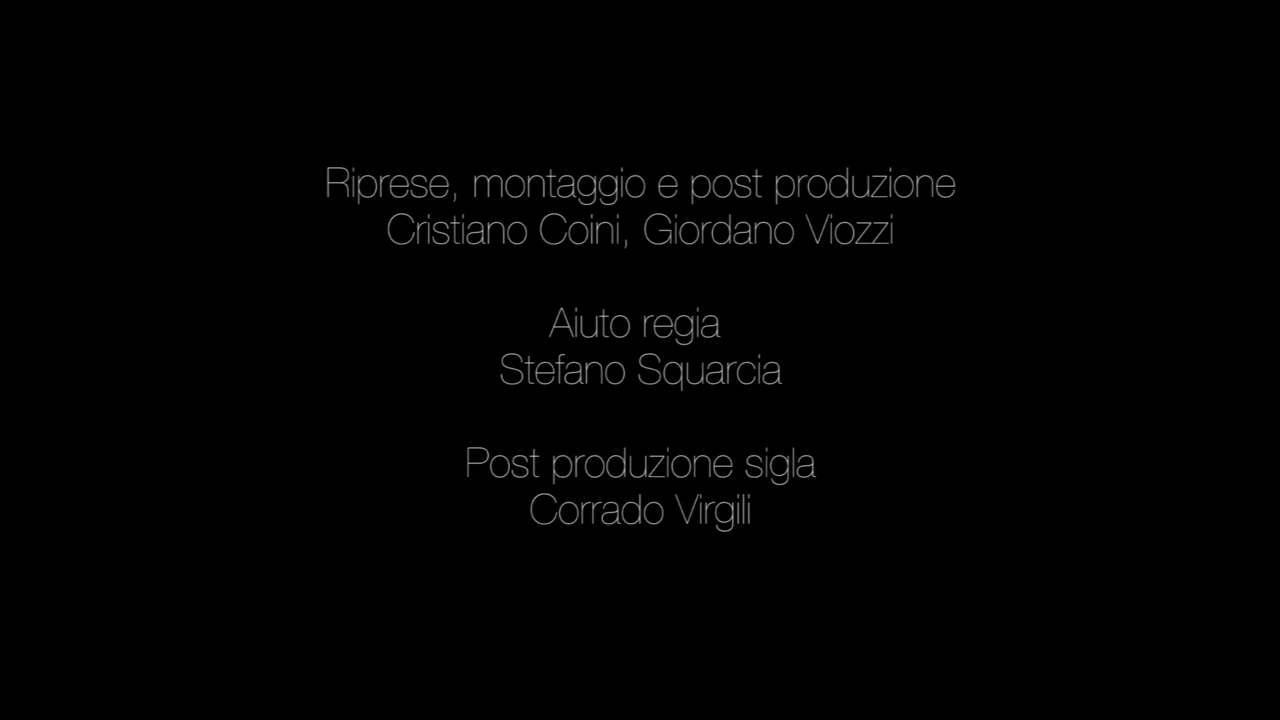 Riprese, montaggio e post produzione
Cristiano Coini, Giordano Viozzi
Aiuto regia
Stefano Squarcia
Post produzione sigla
Corrado Virgili